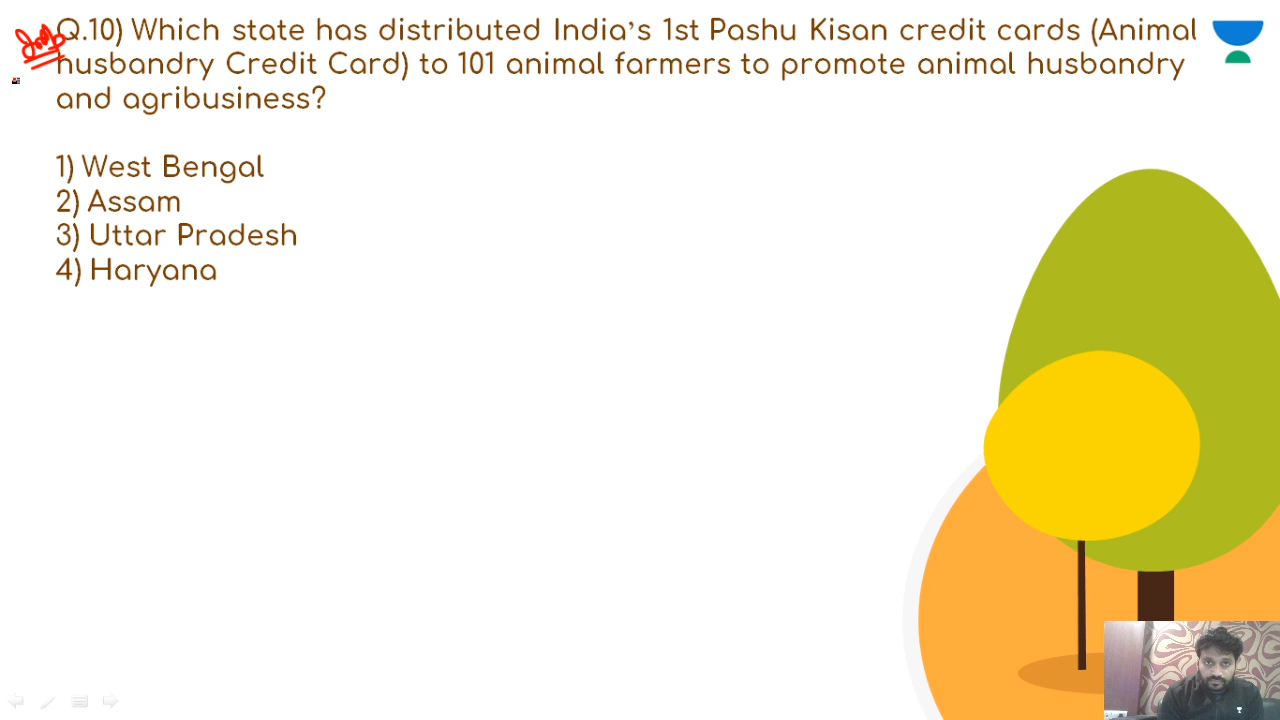 Q.10) Which state has distributed India's 1st Pashu Kisan credit cards (Animal
husbandry Credit Card) to 101 animal farmers to promote animal husbandry
and agribusiness?
1) West Bengal
2) Assam
3) Uttar Pradesh
4) Haryana